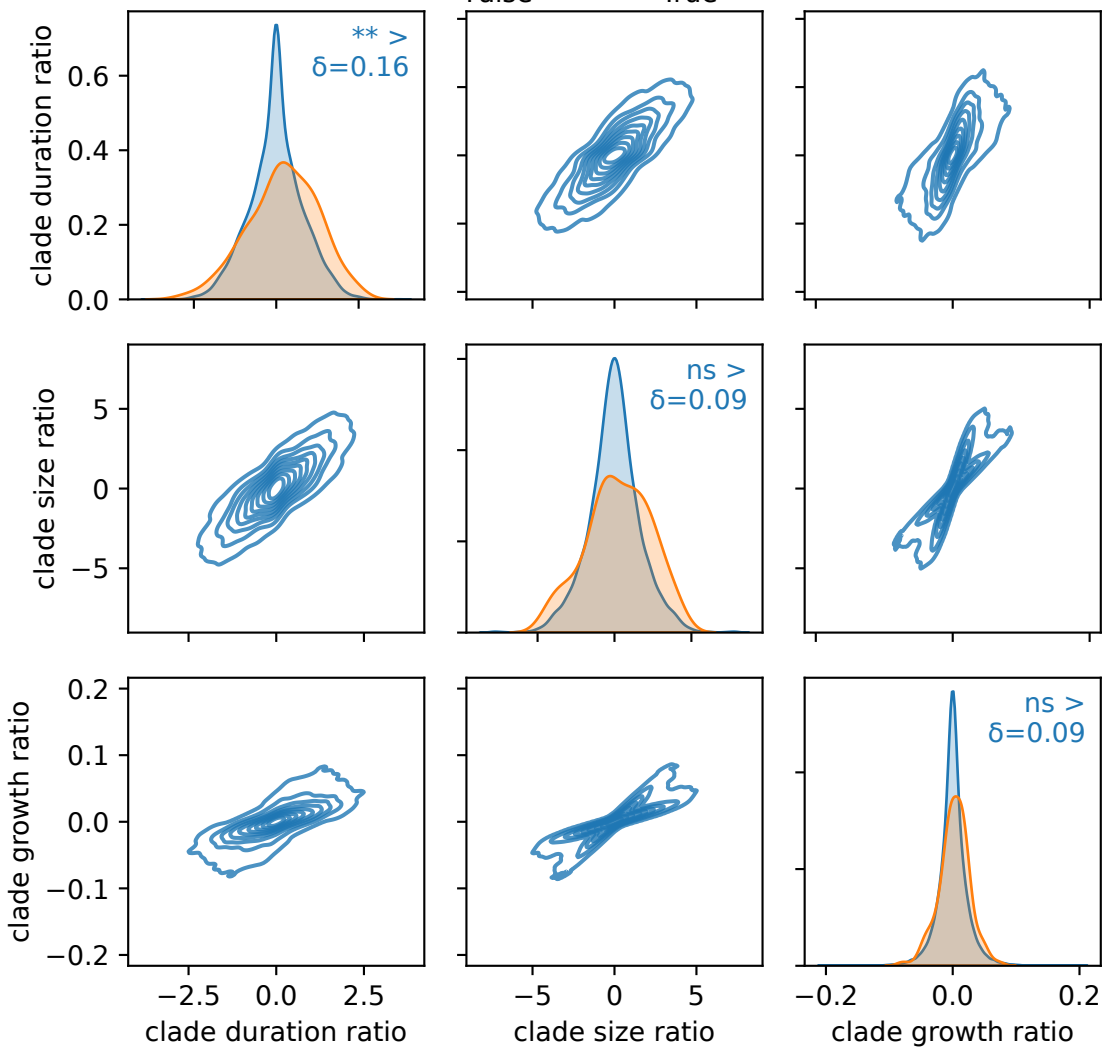 ** >
δ=0.16
clade duration ratio
0.6
0.4
0.2
0.0
ns >
δ=0.09
clade size ratio
5
0
−5
ns >
δ=0.09
clade growth ratio
0.2
0.1
0.0
−0.1
−0.2
−2.5 0.0 2.5
−5 0 5
−0.2 0.0 0.2
clade duration ratio
clade size ratio
clade growth ratio